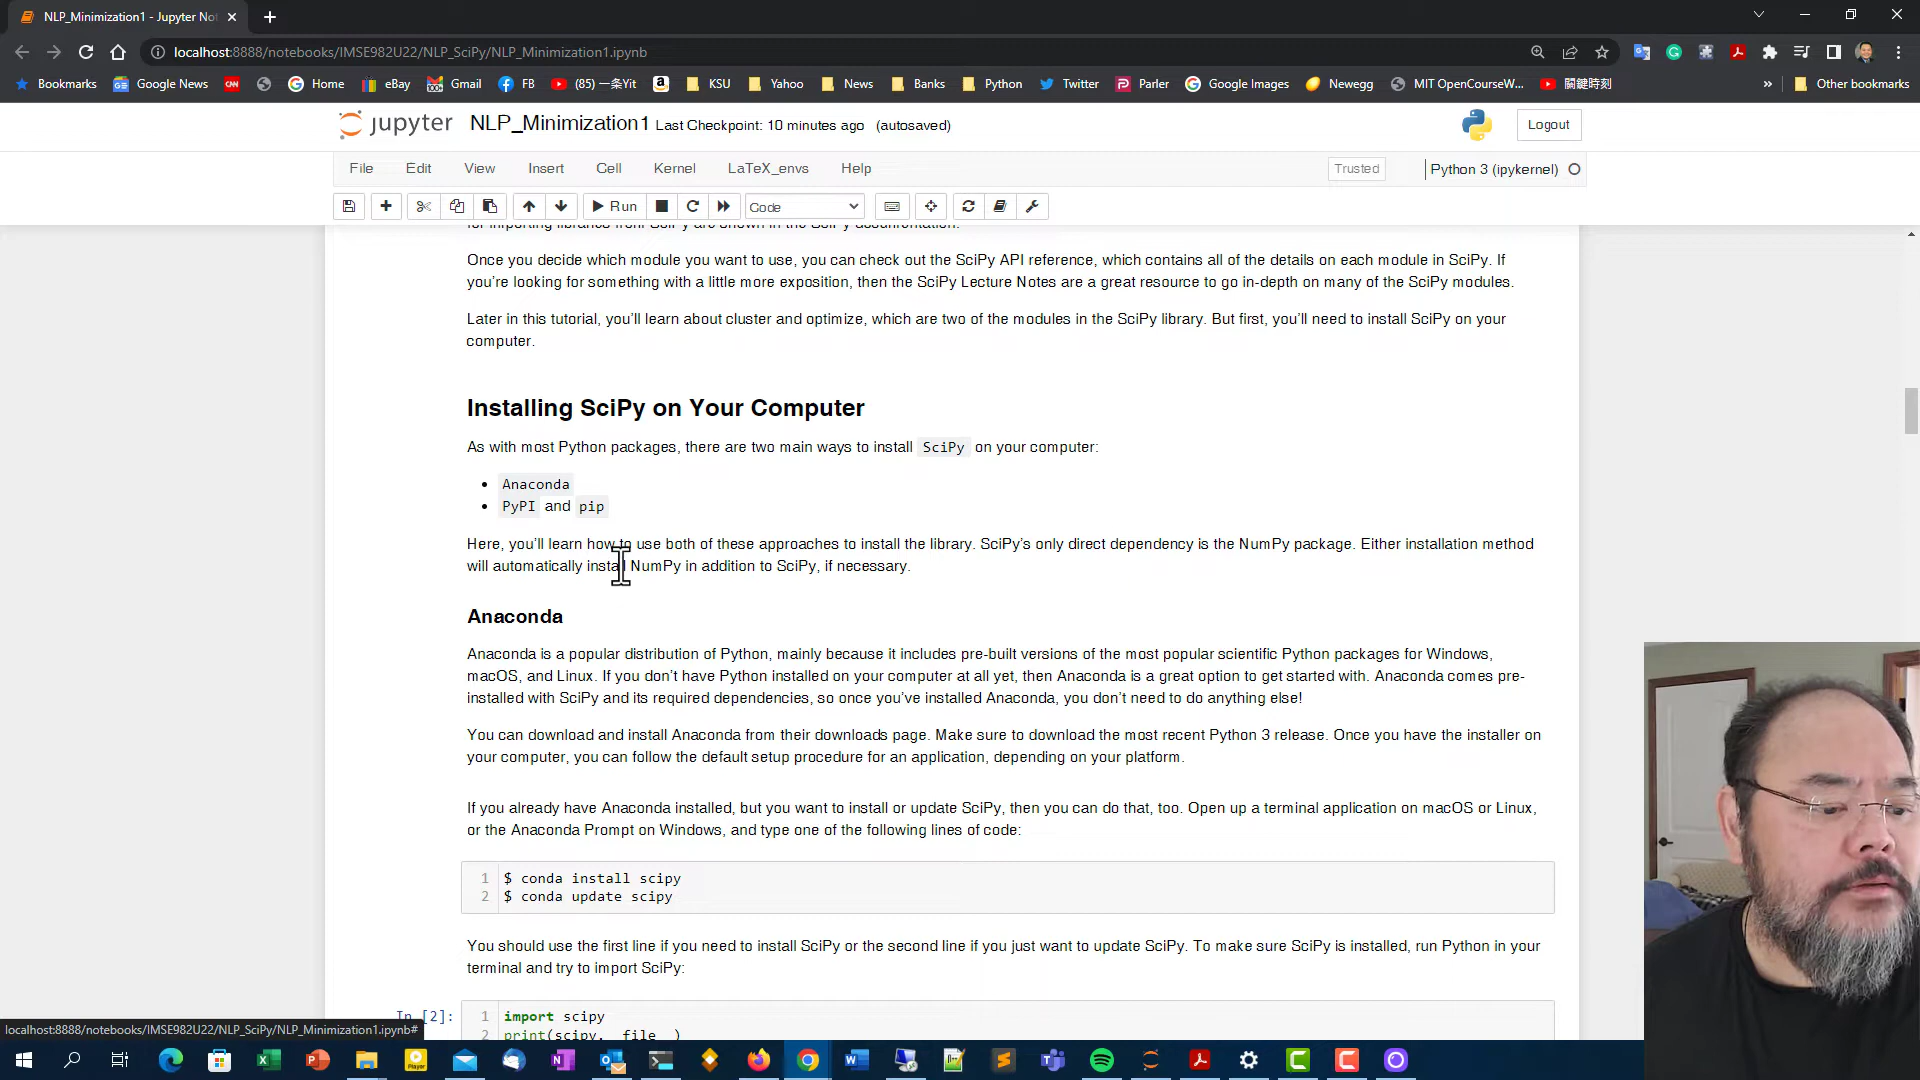 NLP_Minimization1 - Jupyter No
localhost:8888/notebooks/IMSE982U22/NLP_SciPy/NLP_Minimization1.ipynb
Bookmarks Google News CNN Home eBay Gmail FB (85) 一条Yit KSU Yahoo News Banks Python Twitter Parler Google Images Newegg MIT OpenCourseW... 關鍵時刻 » Other bookmarks
jupyter NLP_Minimization1 Last Checkpoint: 10 minutes ago (autosaved) Logout
File Edit View Insert Cell Kernel LaTeX_envs Help Trusted Python 3 (ipykernel)
Run Code
for importing libraries from SciPy are shown in the SciPy documentation.
Once you decide which module you want to use, you can check out the SciPy API reference, which contains all of the details on each module in SciPy. If
you’re looking for something with a little more exposition, then the SciPy Lecture Notes are a great resource to go in-depth on many of the SciPy modules.
Later in this tutorial, you’ll learn about cluster and optimize, which are two of the modules in the SciPy library. But first, you’ll need to install SciPy on your
computer.
Installing SciPy on Your Computer
As with most Python packages, there are two main ways to install SciPy on your computer:
• Anaconda
• PyPI and pip
Here, you’ll learn how to use both of these approaches to install the library. SciPy’s only direct dependency is the NumPy package. Either installation method
will automatically install NumPy in addition to SciPy, if necessary.
Anaconda
Anaconda is a popular distribution of Python, mainly because it includes pre-built versions of the most popular scientific Python packages for Windows,
macOS, and Linux. If you don’t have Python installed on your computer at all yet, then Anaconda is a great option to get started with. Anaconda comes pre-
installed with SciPy and its required dependencies, so once you’ve installed Anaconda, you don’t need to do anything else!
You can download and install Anaconda from their downloads page. Make sure to download the most recent Python 3 release. Once you have the installer on
your computer, you can follow the default setup procedure for an application, depending on your platform.
If you already have Anaconda installed, but you want to install or update SciPy, then you can do that, too. Open up a terminal application on macOS or Linux,
or the Anaconda Prompt on Windows, and type one of the following lines of code:
1 $ conda install scipy
2 $ conda update scipy
You should use the first line if you need to install SciPy or the second line if you just want to update SciPy. To make sure SciPy is installed, run Python in your
terminal and try to import SciPy:
In [2]: 1 import scipy
2 print(scipy.__file__)
localhost:8888/notebooks/IMSE982U22/NLP_SciPy/NLP_Minimization1.ipynb#